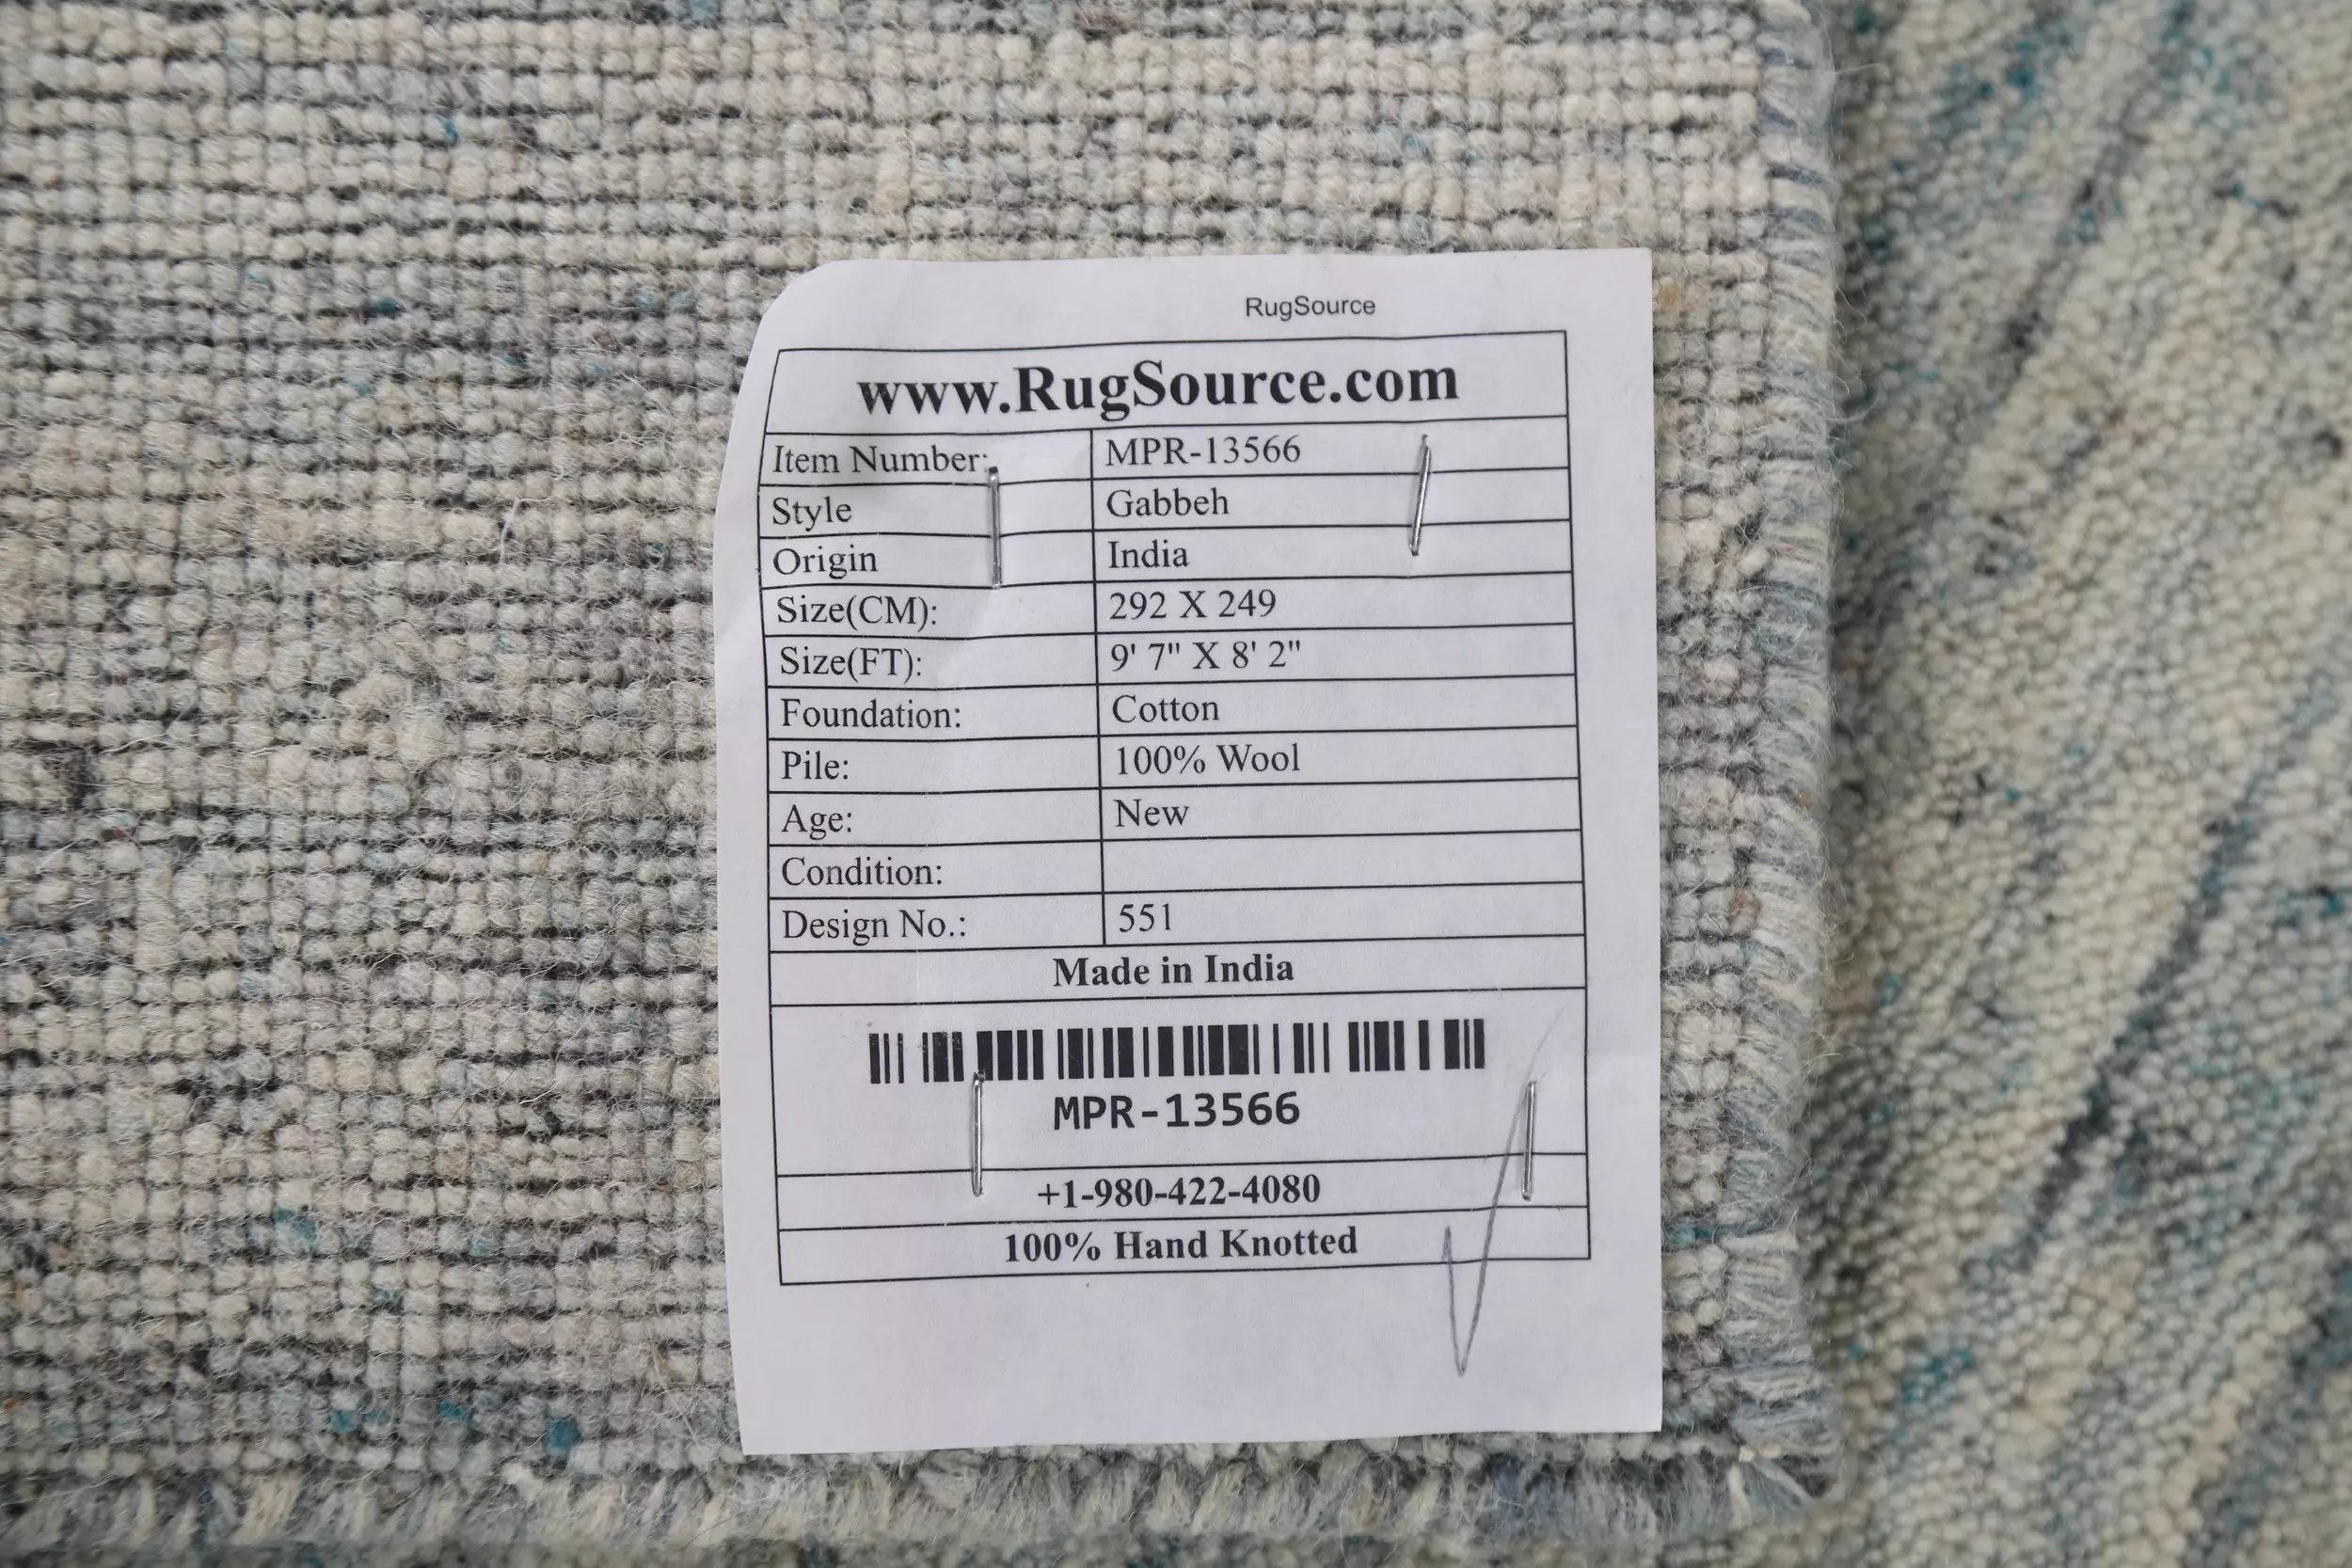 RugSource
www.RugSource.com
Item Number: MPR-13566
Style Gabbeh
Origin India
Size(CM): 292 X 249
Size(FT): 9' 7" X 8' 2"
Foundation: Cotton
Pile: 100% Wool
Age: New
Condition:
Design No.: 551
Made in India
MPR-13566
+1-980-422-4080
100% Hand Knotted